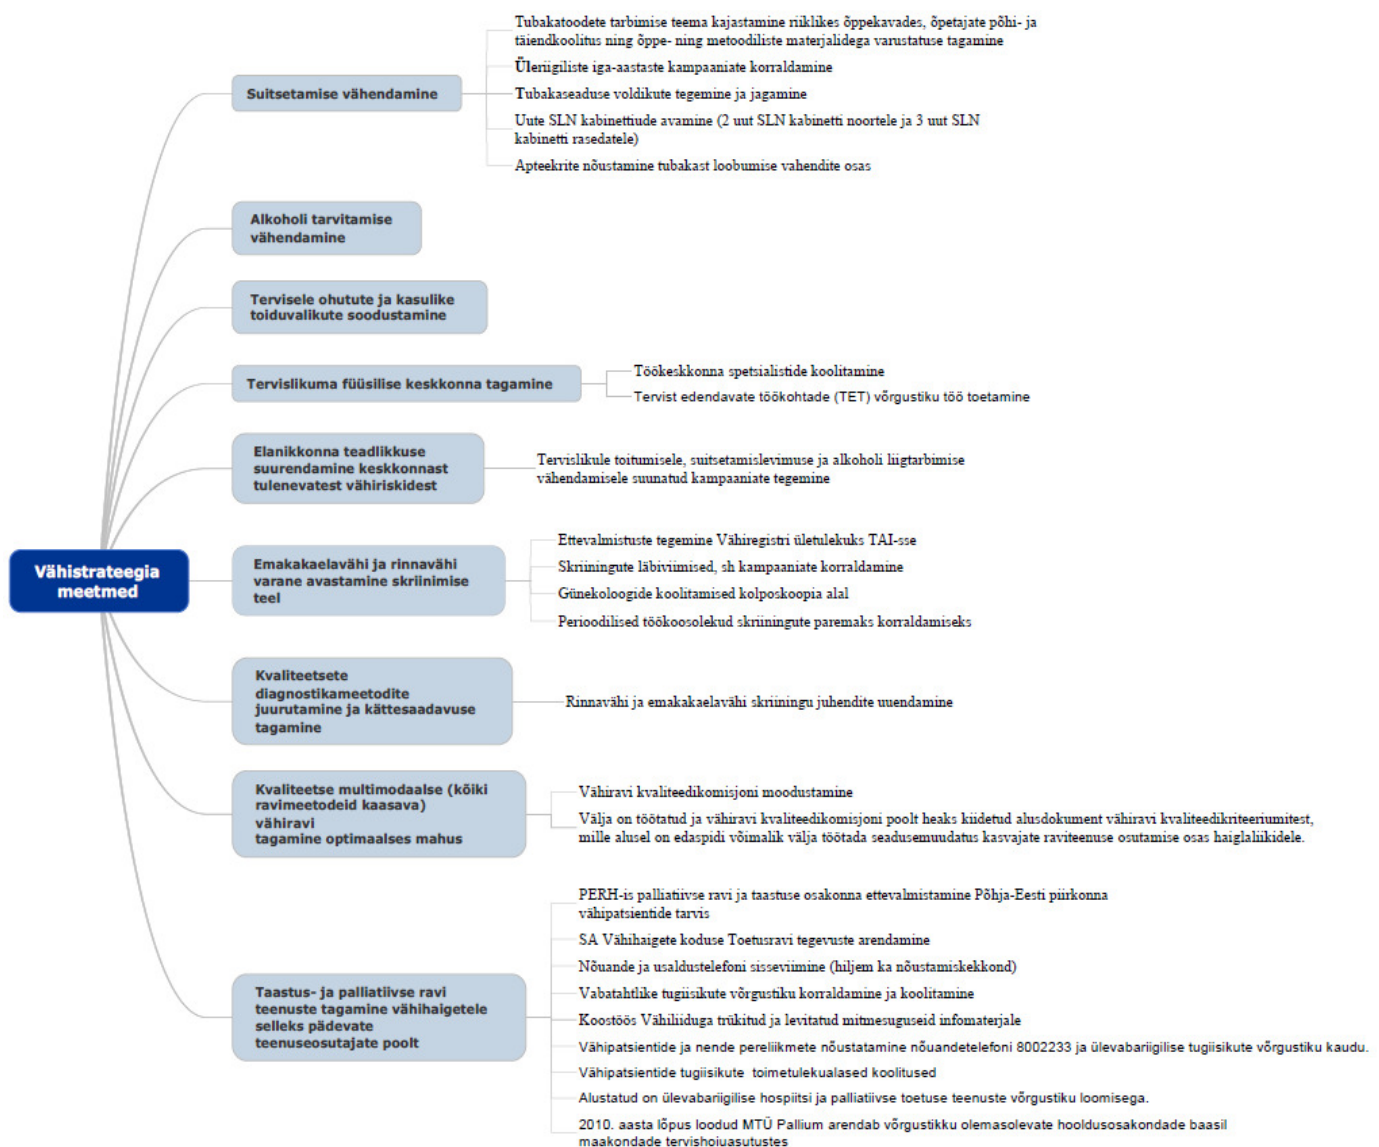 Tubakatoodete tarbimise teema kajastamine riiklikes õppekavades, õpetajate põhi- ja
täiendkoolitus ning õppe- ning metoodiliste materjalidega varustatuse tagamine
Üleriigiliste iga-aastaste kampaaniate korraldamine
Suitsetamise vähendamine
Tubakaseaduse voldikute tegemine ja jagamine
Uute SLN kabinettiude avamine (2 uut SLN kabinetti noortele ja 3 uut SLN
kabinetti rasedatele)
Apteekrite nõustamine tubakast loobumise vahendite osas
Alkoholi tarvitamise
vähendamine
Tervisele ohutute ja kasulike
toiduvalikute soodustamine
Tervislikuma füüsilise keskkonna tagamine
Töökeskkonna spetsialistide koolitamine
Tervist edendavate töökohtade (TET) võrgustiku töö toetamine
Elanikkonna teadlikkuse
suurendamine keskkonnast
tulenevatest vähiriskidest
Tervislikule toitumisele, suitsetamislevimuse ja alkoholi liigtarbimise
vähendamisele suunatud kampaaniate tegemine
Vähistrateegia
meetmed
Emakakaelavähi ja rinnavähi
varane avastamine skriinimise
teel
Ettevalmistuste tegemine Vähiregistri ületulekuks TAI-sse
Skriiningute läbiviimised, sh kampaaniate korraldamine
Günekoloogide koolitamised kolposkoopia alal
Perioodilised töökoosolekud skriiningute paremaks korraldamiseks
Kvaliteetsete
diagnostikameetodite
juurutamine ja kättesaadavuse
tagamine
Rinnavähi ja emakakaelavähi skriiningu juhendite uuendamine
Kvaliteetse multimodaalse (kõiki
ravimeetodeid kaasava)
vähiravi
tagamine optimaalses mahus
Vähiravi kvaliteedikomisjoni moodustamine
Välja on töötatud ja vähiravi kvaliteedikomisjoni poolt heaks kiidetud alusdokument vähiravi kvaliteedikriteeriumitest,
mille alusel on edaspidi võimalik välja töötada seadusemuudatus kasvajate raviteenuse osutamise osas haiglaliikidele.
Taastus- ja palliatiivse ravi
teenuste tagamine vähihaigetele
selleks pädevate
teenuseosutajate poolt
PERH-is palliatiivse ravi ja taastuse osakonna ettevalmistamine Põhja-Eesti piirkonna
vähipatsientide tarvis
SA Vähihaigete koduse Toetusravi tegevuste arendamine
Nõuande ja usaldustelefoni sisseviimine (hiljem ka nõustamiskekkond)
Vabatahtlike tugiisikute võrgustiku korraldamine ja koolitamine
Koostöös Vähiliiduga trükitud ja levitatud mitmesuguseid infomaterjale
Vähipatsientide ja nende pereliikmete nõustatamine nõuandetelefoni 8002233 ja ülevabariigilise tugiisikute võrgustiku kaudu.
Vähipatsientide tugiisikute toimetulekualased koolitused
Alustatud on ülevabariigilise hospiitsi ja palliatiivse toetuse teenuste võrgustiku loomisega.
2010. aasta lõpus loodud MTÜ Pallium arendab võrgustikku olemasolevate hooldusosakondade baasil
maakondade tervishoiuasutustes